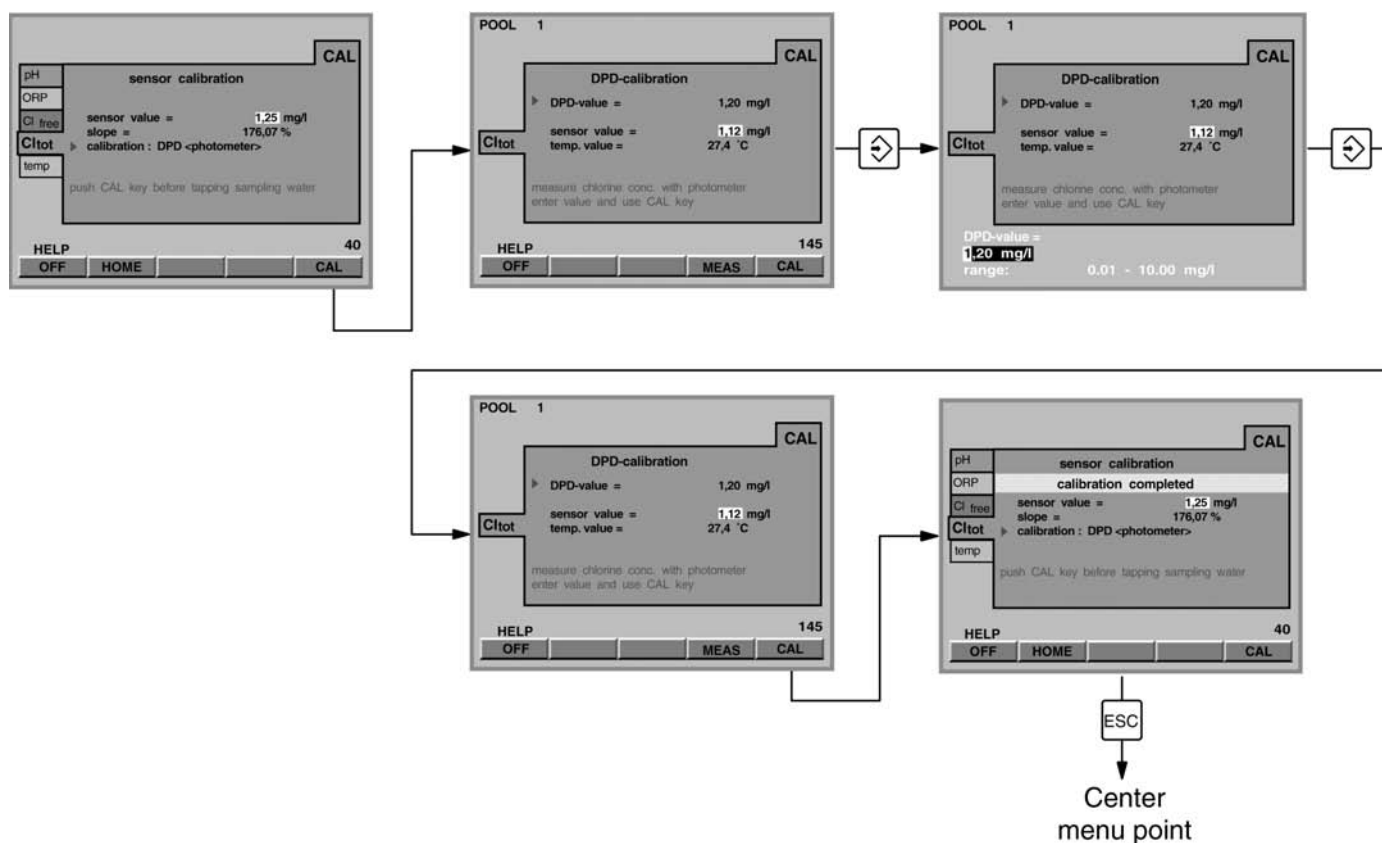 CAL
pH
sensor calibration
ORP
Cl free
sensor value = 1,25 mg/l
slope = 176,07 %
Cltot
calibration : DPD <photometer>
temp
push CAL key before tapping sampling water
40
HELP
OFF HOME CAL
POOL 1
CAL
DPD-calibration
DPD-value = 1,20 mg/l
sensor value = 1,12 mg/l
Cltot
temp. value = 27,4 °C
measure chlorine conc. with photometer
enter value and use CAL key
145
HELP
OFF MEAS CAL
POOL 1
CAL
DPD-calibration
DPD-value = 1,20 mg/l
sensor value = 1,12 mg/l
Cltot
temp. value = 27,4 °C
measure chlorine conc. with photometer
enter value and use CAL key
DPD-value =
1,20 mg/l
range: 0.01 - 10.00 mg/l
POOL 1
CAL
DPD-calibration
DPD-value = 1,20 mg/l
sensor value = 1,12 mg/l
Cltot
temp. value = 27,4 °C
measure chlorine conc. with photometer
enter value and use CAL key
145
HELP
OFF MEAS CAL
CAL
pH
sensor calibration
ORP
calibration completed
Cl free
sensor value = 1,25 mg/l
slope = 176,07 %
Cltot
calibration : DPD <photometer>
temp
push CAL key before tapping sampling water
40
HELP
OFF HOME CAL
ESC
Center
menu point